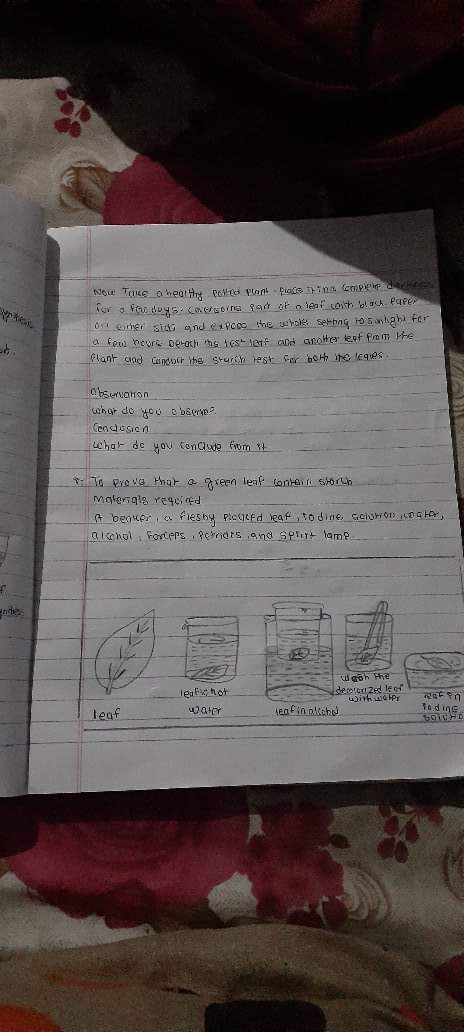 Now Take a healthy potted plant. place it in a complete darkness
for a few days. cover some part of a leaf with black paper
on either side and expose the whole setting to sunlight for
a few hours Detach the test leaf and another leaf from the
plant and conduct the starch test for both the leaves.
Observation
what do you observe?
Conclusion
what do you conclude from it
To prove that a green leaf contain starch
Materials required
A beaker, a fleshy plucked leaf, Iodine solution, water,
alcohol, Forceps, and spirit lamp.
leaf
leaf in hot
water
leaf in alcohol
wash the
decolorized leaf
with water
leaf in
Iodine